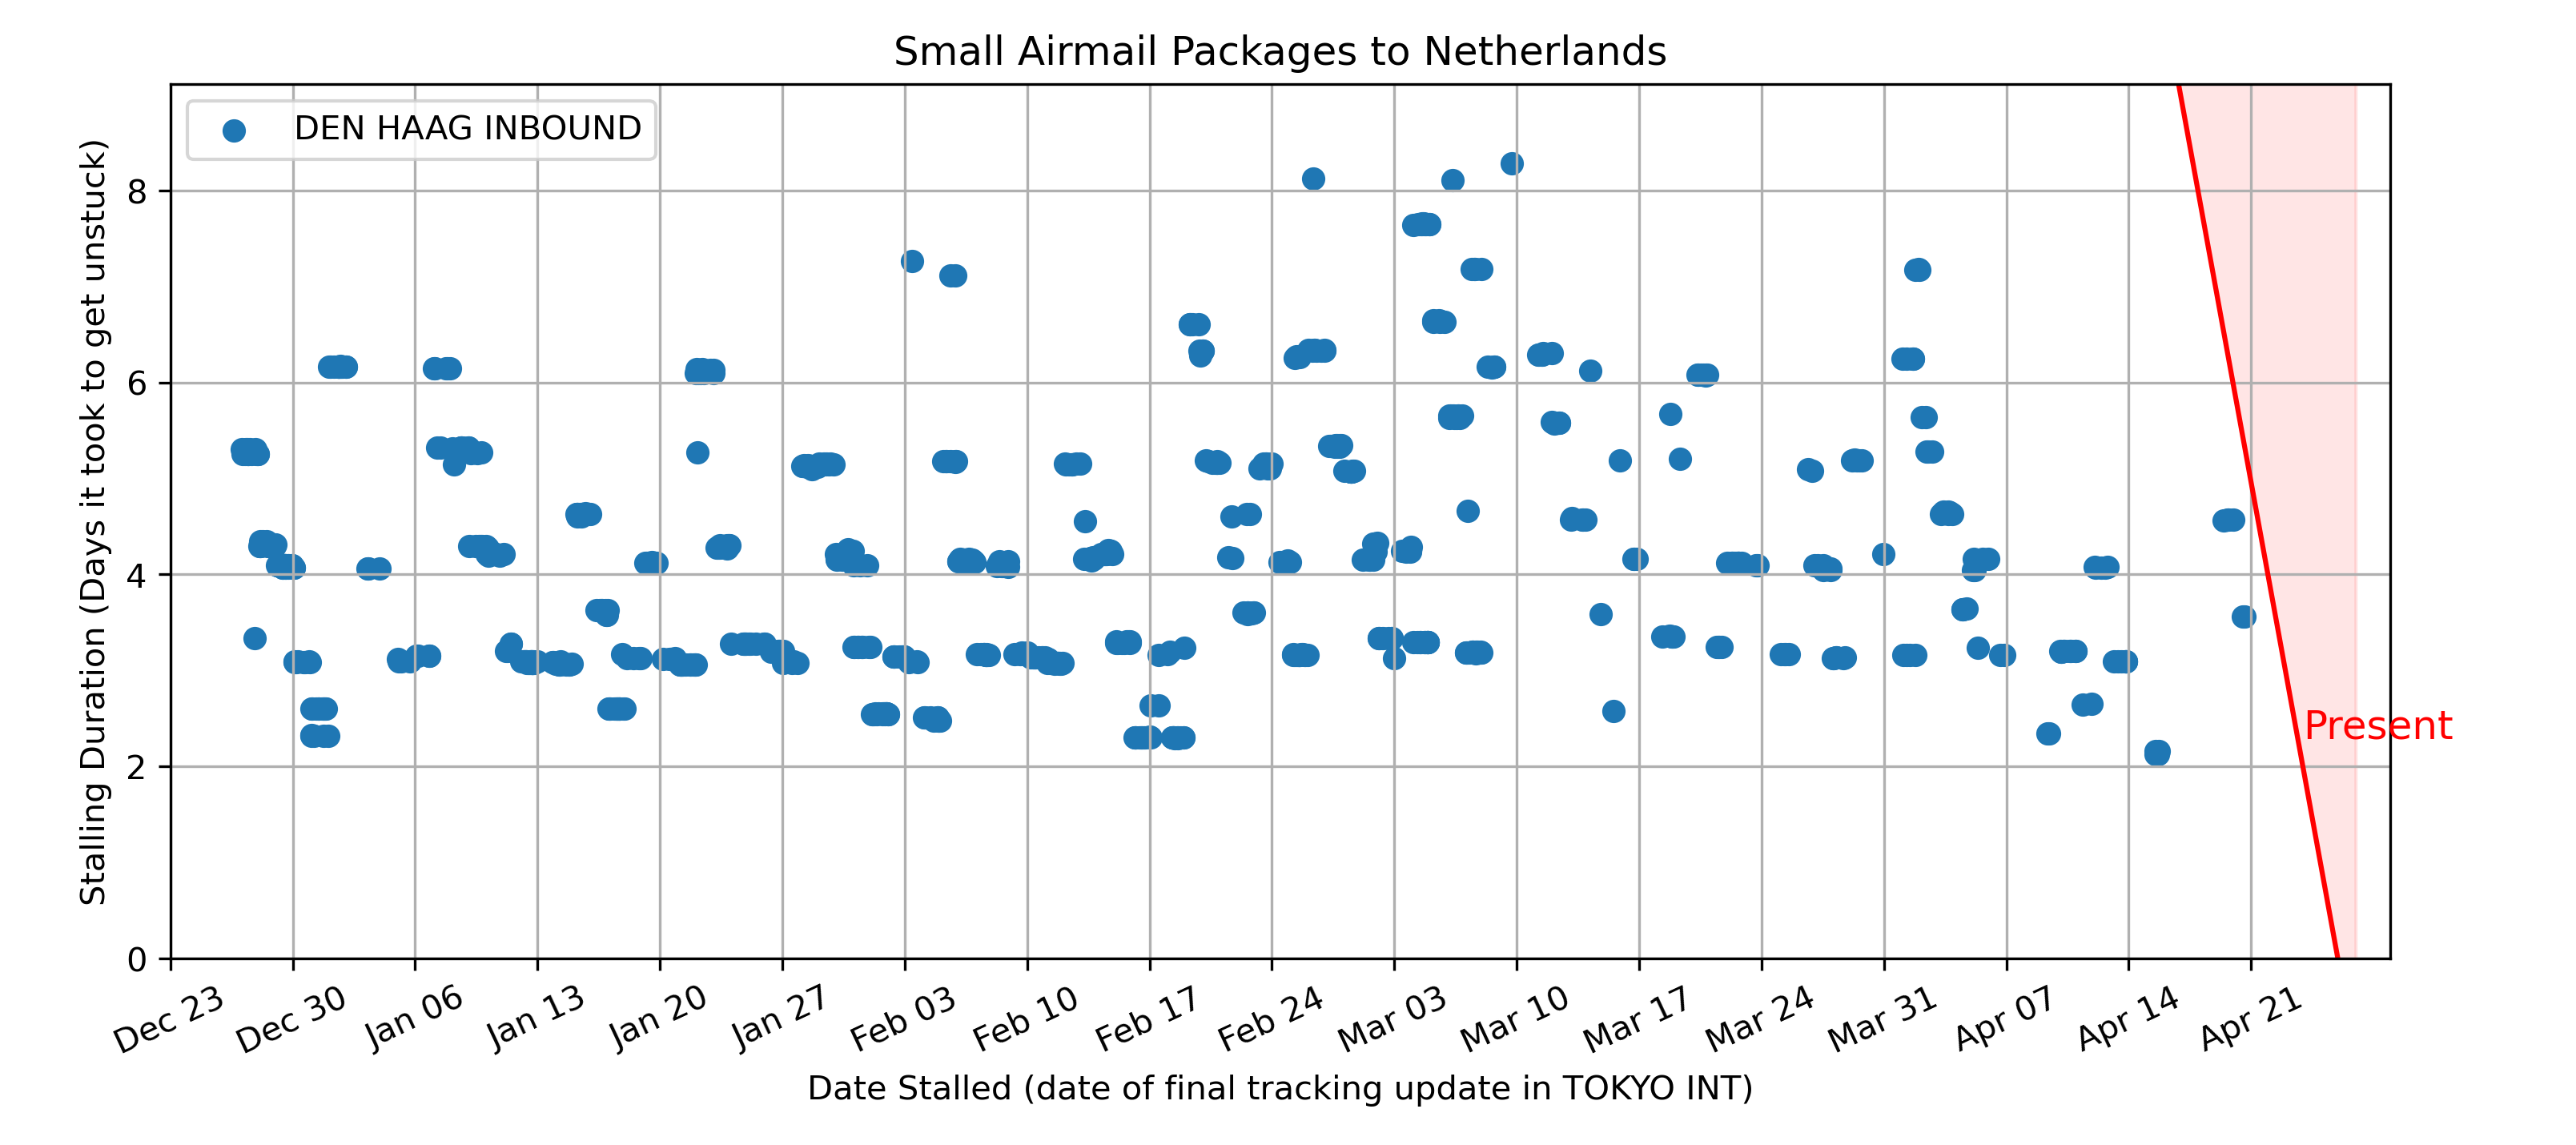 Small Airmail Packages to Netherlands
DEN HAAG INBOUND
Stalling Duration (Days it took to get unstuck)
8
6
4
2
0
Present
Dec 23
Dec 30
Jan 06
Jan 13
Jan 20
Jan 27
Feb 03
Feb 10
Feb 17
Feb 24
Mar 03
Mar 10
Mar 17
Mar 24
Mar 31
Apr 07
Apr 14
Apr 21
Date Stalled (date of final tracking update in TOKYO INT)